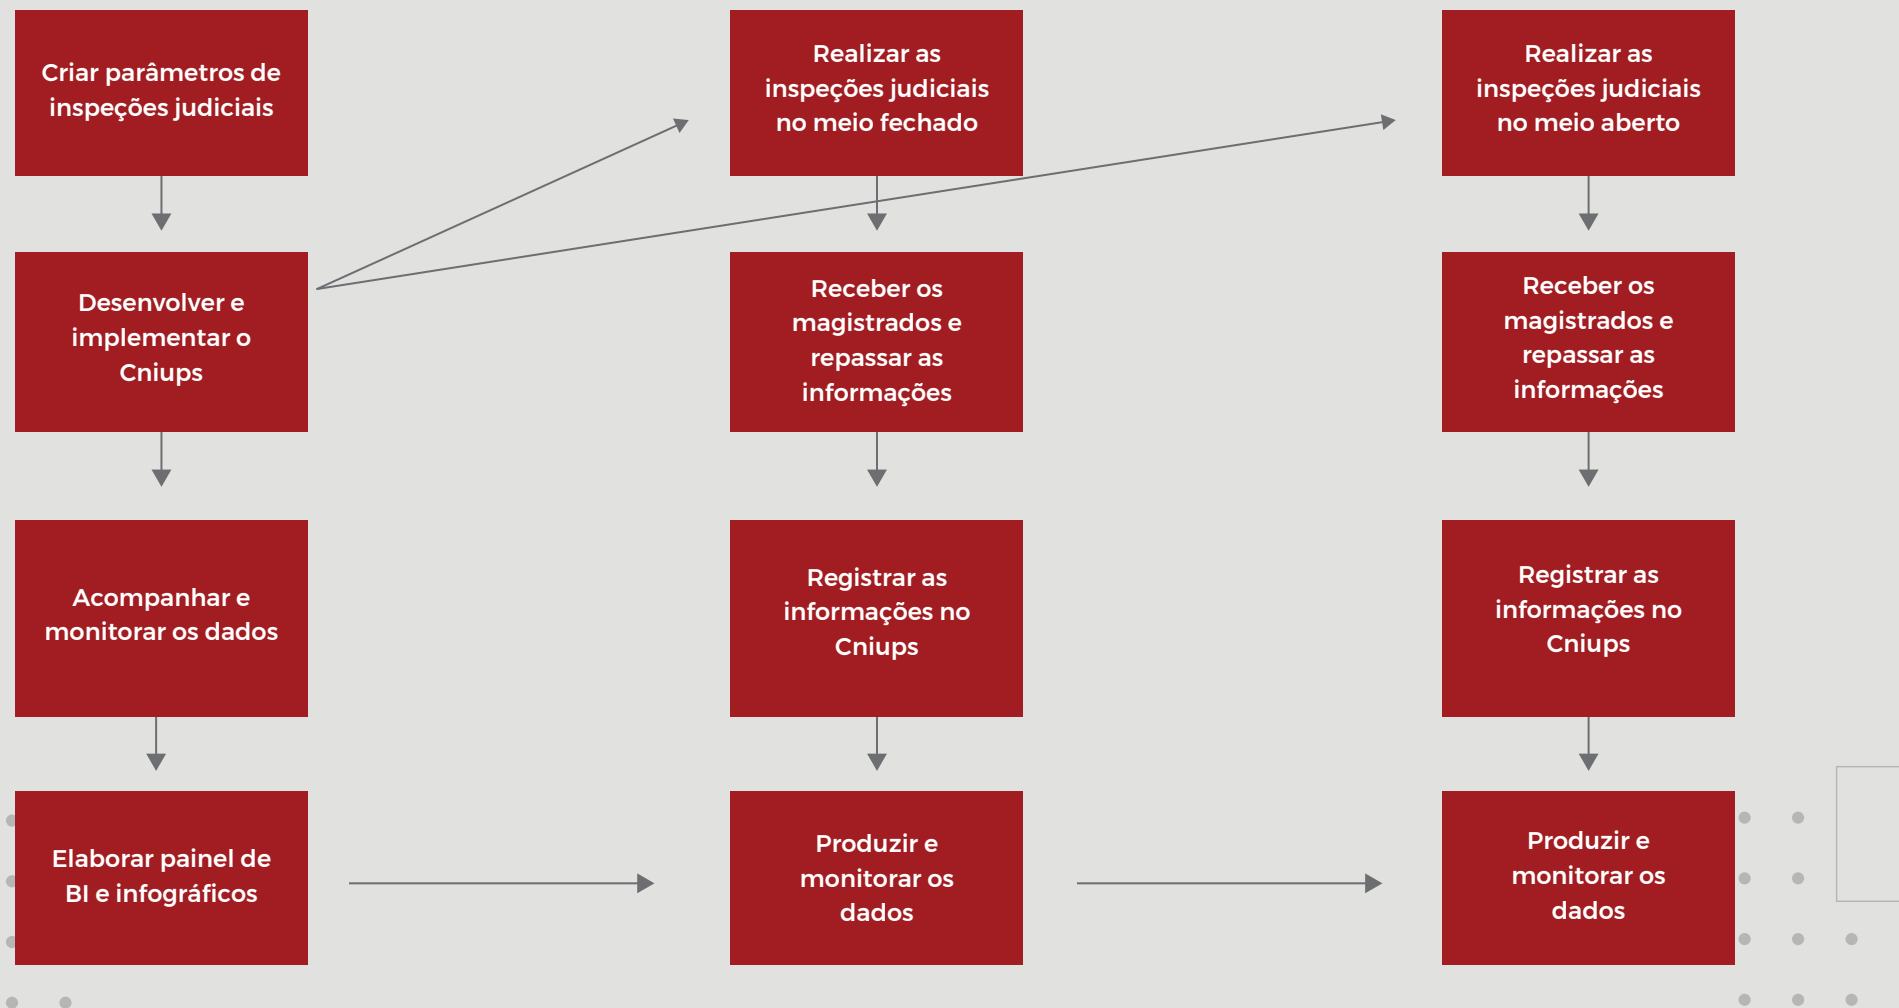 Criar parâmetros de
inspeções judiciais
Desenvolver e
implementar o
Cniups
Acompanhar e
monitorar os dados
Elaborar painel de
BI e infográficos
Realizar as
inspeções judiciais
no meio fechado
Receber os
magistrados e
repassar as
informações
Registrar as
informações no
Cniups
Produzir e
monitorar os
dados
Realizar as
inspeções judiciais
no meio aberto
Receber os
magistrados e
repassar as
informações
Registrar as
informações no
Cniups
Produzir e
monitorar os
dados